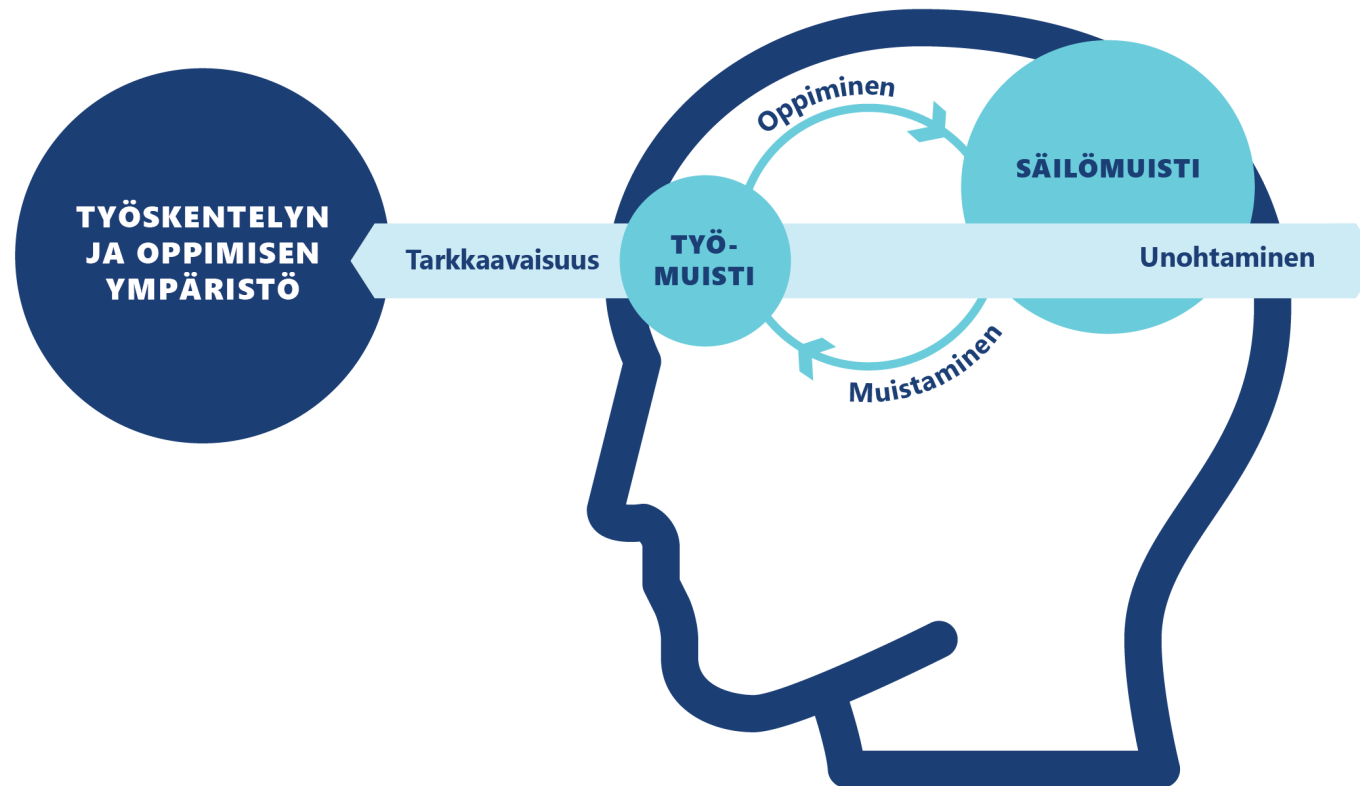 TYÖSKENTELYN
JA OPPIMISEN
YMPÄRISTÖ
Tarkkaavaisuus
TYÖ-
MUISTI
Oppiminen
Muistaminen
SÄILÖMUISTI
Unohtaminen